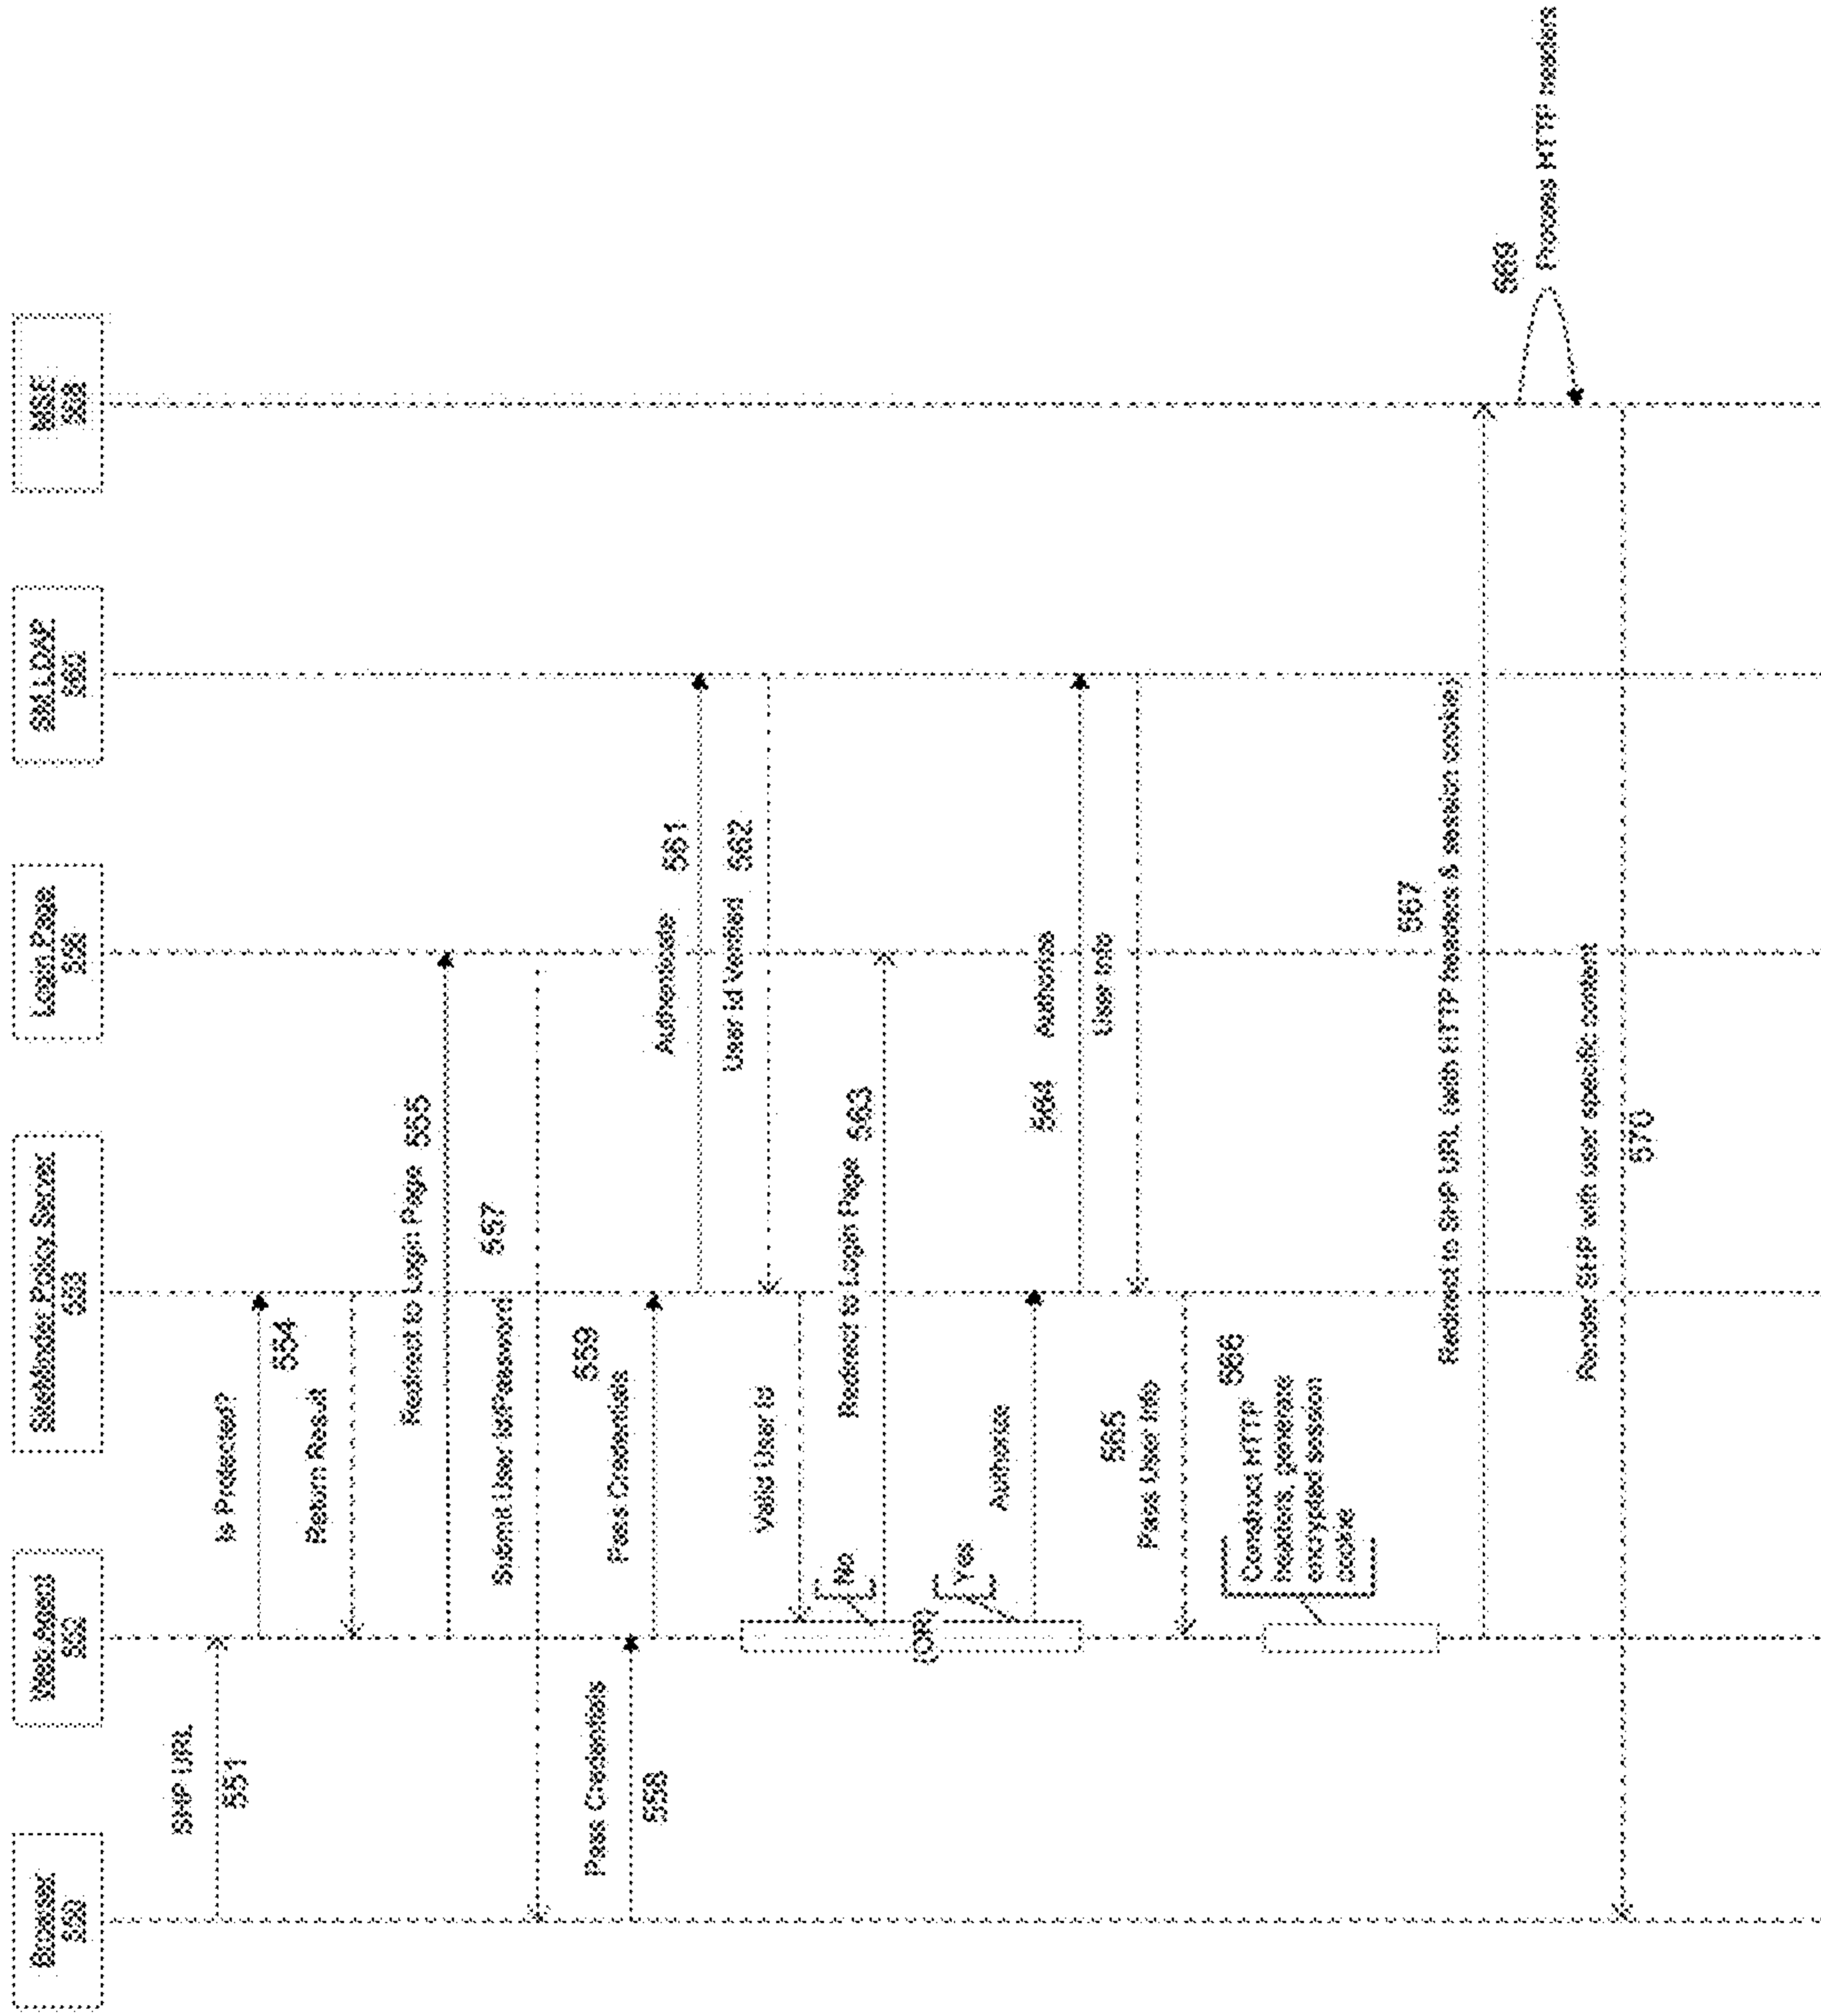 Browser
550
Web Agent
552
SiteMinder Policy Server
553
Login Page
556
SM LDAP
560
SHP URL
551
Is Protected?
554
Return Result
Redirect to Login Page 555
557
Submit User Id/Password
Pass Credentials
558
559
Pass Credentials
Authenticate 561
User Id Verified 562
Valid User Id
No
Redirect to Login Page 563
(OR)
Yes
Authorize
564 Authorize
User Info
565
Pass User Info
566
Construct HTTP
headers, generate
encrypted session
cookie
567
Redirect to SHP URL (with HTTP headers & session cookie)
Process HTTP headers
Render SHP with user specific content
570